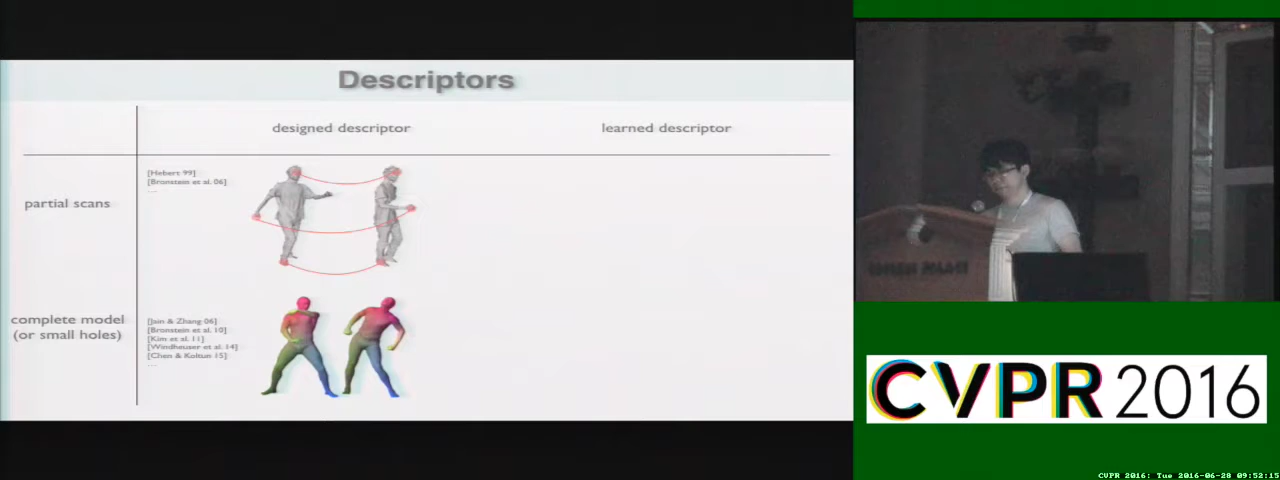 Descriptors
designed descriptor
learned descriptor
[Hebert 99]
[Bronstein et al. 06]
...
partial scans
complete model
(or small holes)
[Jain & Zhang 06]
[Bronstein et al. 10]
[Kim et al. 11]
[Windheuser et al. 14]
[Chen & Koltun 15]
...
CVPR 2016
CVPR 2016: Tue 2016-06-28 09:52:15